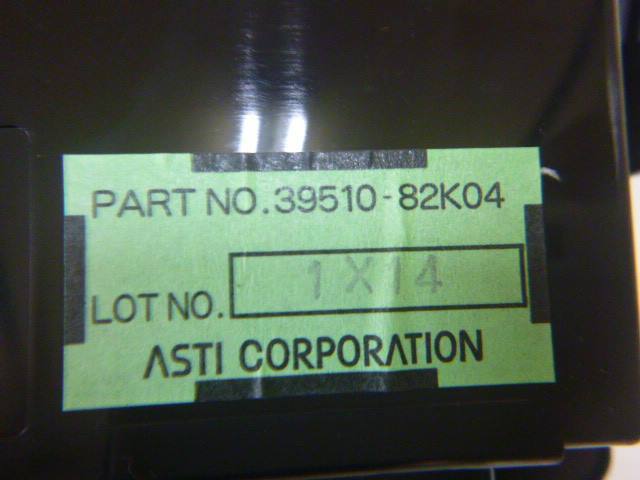 PART NO.39510-82K04
LOT NO. 1X14
ASTI CORPORATION